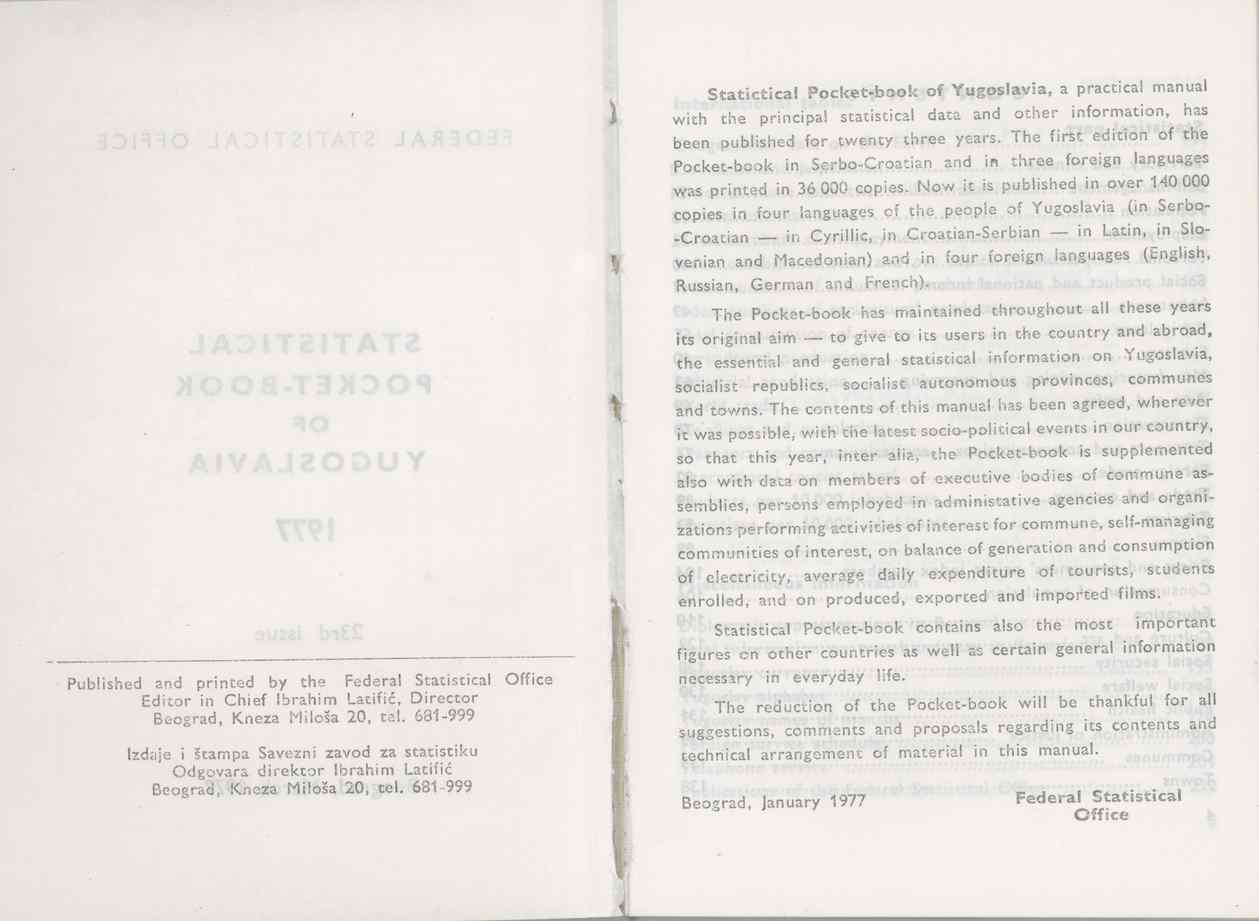 FEDERAL STATISTICAL OFFICE
STATISTICAL
POCKET-BOOK
OF
YUGOSLAVIA
1977
23rd issue
Published and printed by the Federal Statistical Office
Editor in Chief Ibrahim Latifić, Director
Beograd, Kneza Miloša 20, tel. 681-999
Izdaje i štampa Savezni zavod za statistiku
Odgovara direktor Ibrahim Latifić
Beograd, Kneza Miloša 20, tel. 681-999
Statictical Pocket-book of Yugoslavia, a practical manual
with the principal statistical data and other information, has
been published for twenty three years. The first edition of the
Pocket-book in Serbo-Croatian and in three foreign languages
was printed in 36 000 copies. Now it is published in over 140 000
copies in four languages of the people of Yugoslavia (in Serbo-
-Croatian — in Cyrillic, in Croatian-Serbian — in Latin, in Slo-
venian and Macedonian) and in four foreign languages (English,
Russian, German and French).
The Pocket-book has maintained throughout all these years
its original aim — to give to its users in the country and abroad,
the essential and general statistical information on Yugoslavia,
socialist republics, socialist autonomous provinces, communes
and towns. The contents of this manual has been agreed, wherever
it was possible, with the latest socio-political events in our country,
so that this year, inter alia, the Pocket-book is supplemented
also with data on members of executive bodies of commune as-
semblies, persons employed in administative agencies and organi-
zations performing activities of interest for commune, self-managing
communities of interest, on balance of generation and consumption
of electricity, average daily expenditure of tourists, students
enrolled, and on produced, exported and imported films.
Statistical Pocket-book contains also the most important
figures on other countries as well as certain general information
necessary in everyday life.
The reduction of the Pocket-book will be thankful for all
suggestions, comments and proposals regarding its contents and
technical arrangement of material in this manual.
Beograd, January 1977
Federal Statistical
Office